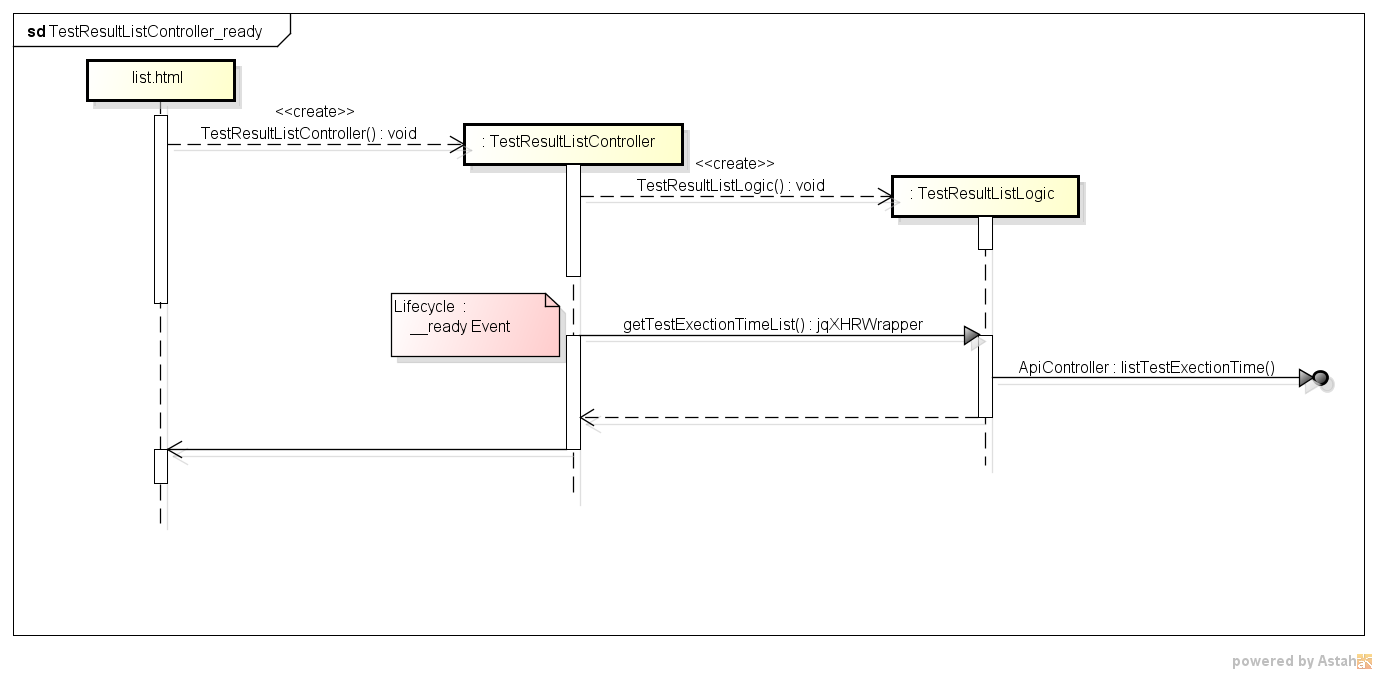 sd TestResultListController_ready
list.html
<<create>>
TestResultListController() : void
: TestResultListController
<<create>>
TestResultListLogic() : void
: TestResultListLogic
Lifecycle :
__ready Event
getTestExectionTimeList() : jqXHRWrapper
ApiController : listTestExectionTime()
powered by Astah